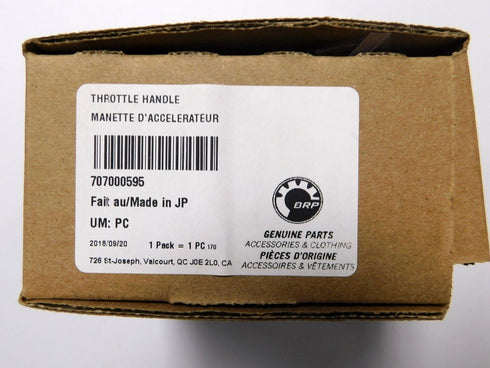 THROTTLE HANDLE
MANETTE D'ACCELERATEUR
707000595
Fait au/Made in JP
UM: PC
2018/09/20 1 Pack = 1 PC 170
726 St-Joseph, Valcourt, QC J0E 2L0, CA
BRP
GENUINE PARTS
ACCESSORIES & CLOTHING
PIÈCES D'ORIGINE
ACCESSOIRES & VÊTEMENTS